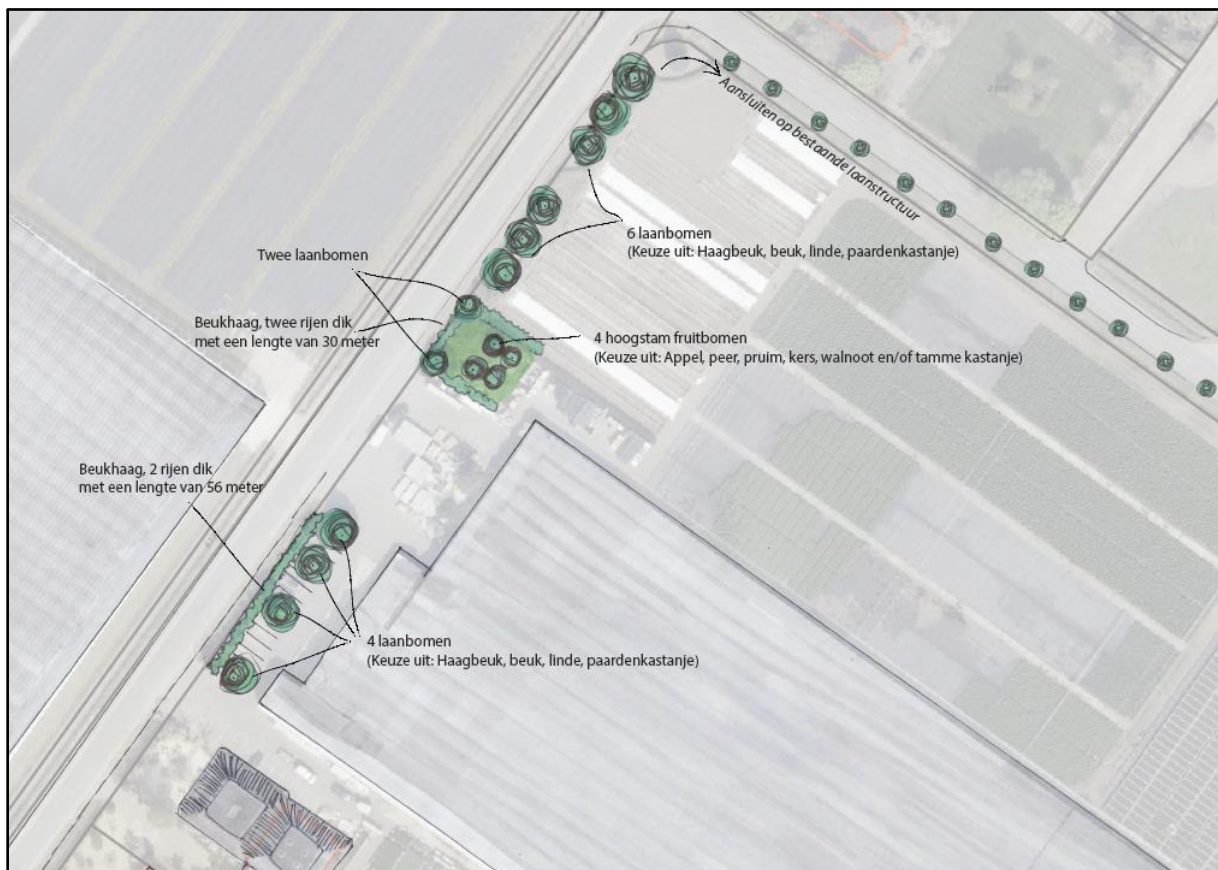 Aansluiten op bestaande laanstructuur
6 laanbomen
(Keuze uit: Haagbeuk, beuk, linde, paardenkastanje)
Twee laanbomen
Beukhaag, twee rijen dik
met een lengte van 30 meter
4 hoogstam fruitbomen
(Keuze uit: Appel, peer, pruim, kers, walnoot en/of tamme kastanje)
Beukhaag, 2 rijen dik
met een lengte van 56 meter
4 laanbomen
(Keuze uit: Haagbeuk, beuk, linde, paardenkastanje)